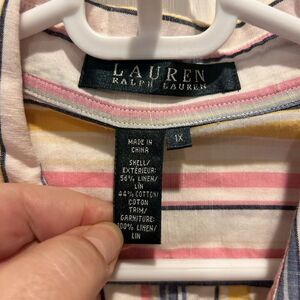 LAUREN
RALPH LAUREN
1X
MADE IN
CHINA
SHELL/
EXTÉRIEUR:
56% LINEN/
LIN
44% COTTON/
COTON
TRIM/
GARNITURE:
100% LINEN/
LIN